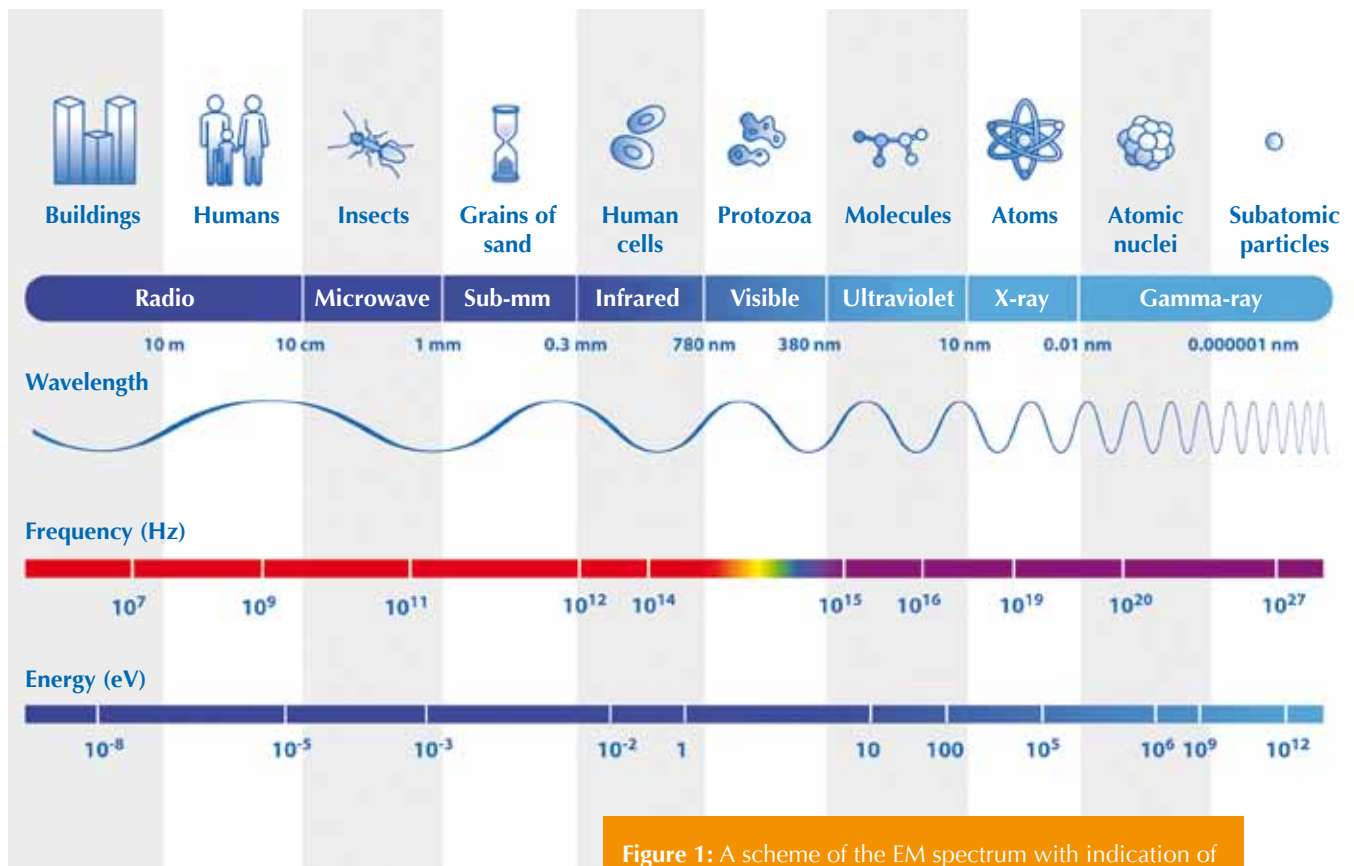 Buildings Humans Insects Grains of sand Human cells Protozoa Molecules Atoms Atomic nuclei Subatomic particles
Radio Microwave Sub-mm Infrared Visible Ultraviolet X-ray Gamma-ray
10 m 10 cm 1 mm 0.3 mm 780 nm 380 nm 10 nm 0.01 nm 0.000001 nm
Wavelength
Frequency (Hz)
10⁷ 10⁹ 10¹¹ 10¹² 10¹⁴ 10¹⁵ 10¹⁶ 10¹⁹ 10²⁰ 10²⁷
Energy (eV)
10⁻⁸ 10⁻⁵ 10⁻³ 10⁻² 1 10 100 10⁵ 10⁶ 10⁹ 10¹²
Figure 1: A scheme of the EM spectrum with indication of